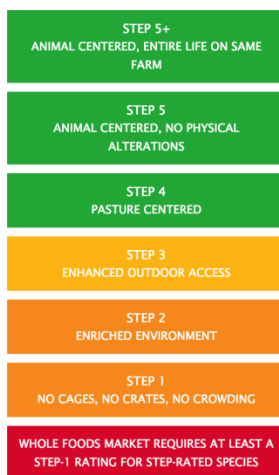 STEP 5+
ANIMAL CENTERED, ENTIRE LIFE ON SAME
FARM
STEP 5
ANIMAL CENTERED, NO PHYSICAL
ALTERATIONS
STEP 4
PASTURE CENTERED
STEP 3
ENHANCED OUTDOOR ACCESS
STEP 2
ENRICHED ENVIRONMENT
STEP 1
NO CAGES, NO CRATES, NO CROWDING
WHOLE FOODS MARKET REQUIRES AT LEAST A
STEP-1 RATING FOR STEP-RATED SPECIES